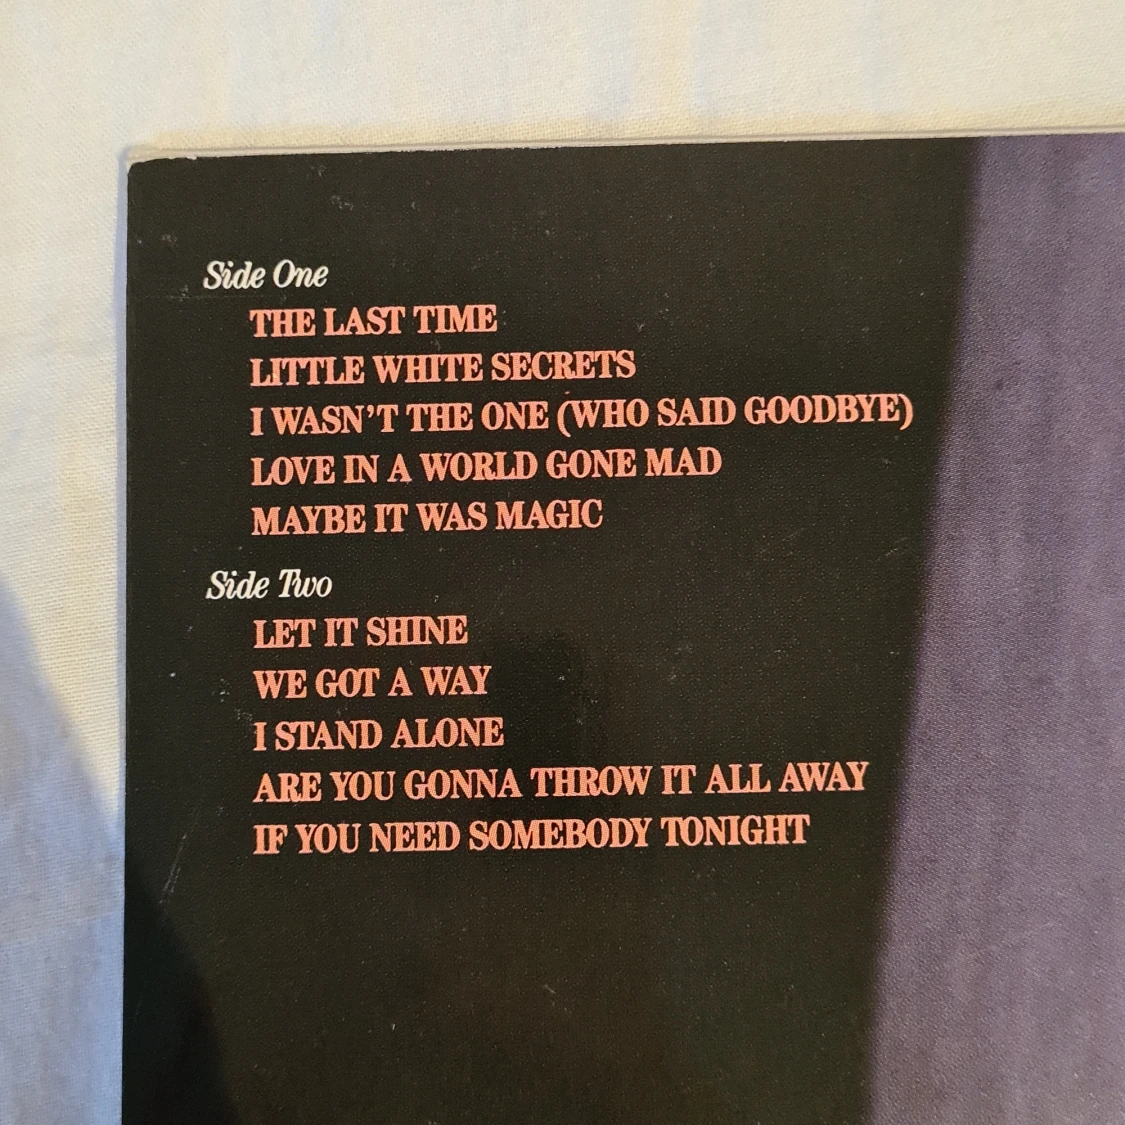 Side One
THE LAST TIME
LITTLE WHITE SECRETS
I WASN'T THE ONE (WHO SAID GOODBYE)
LOVE IN A WORLD GONE MAD
MAYBE IT WAS MAGIC
Side Two
LET IT SHINE
WE GOT A WAY
I STAND ALONE
ARE YOU GONNA THROW IT ALL AWAY
IF YOU NEED SOMEBODY TONIGHT